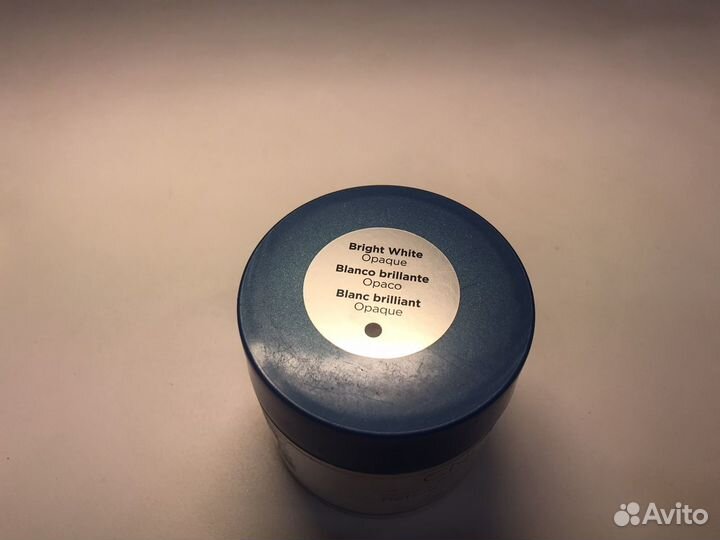 Bright White
Opaque
Blanco brillante
Opaco
Blanc brilliant
Opaque
Avito